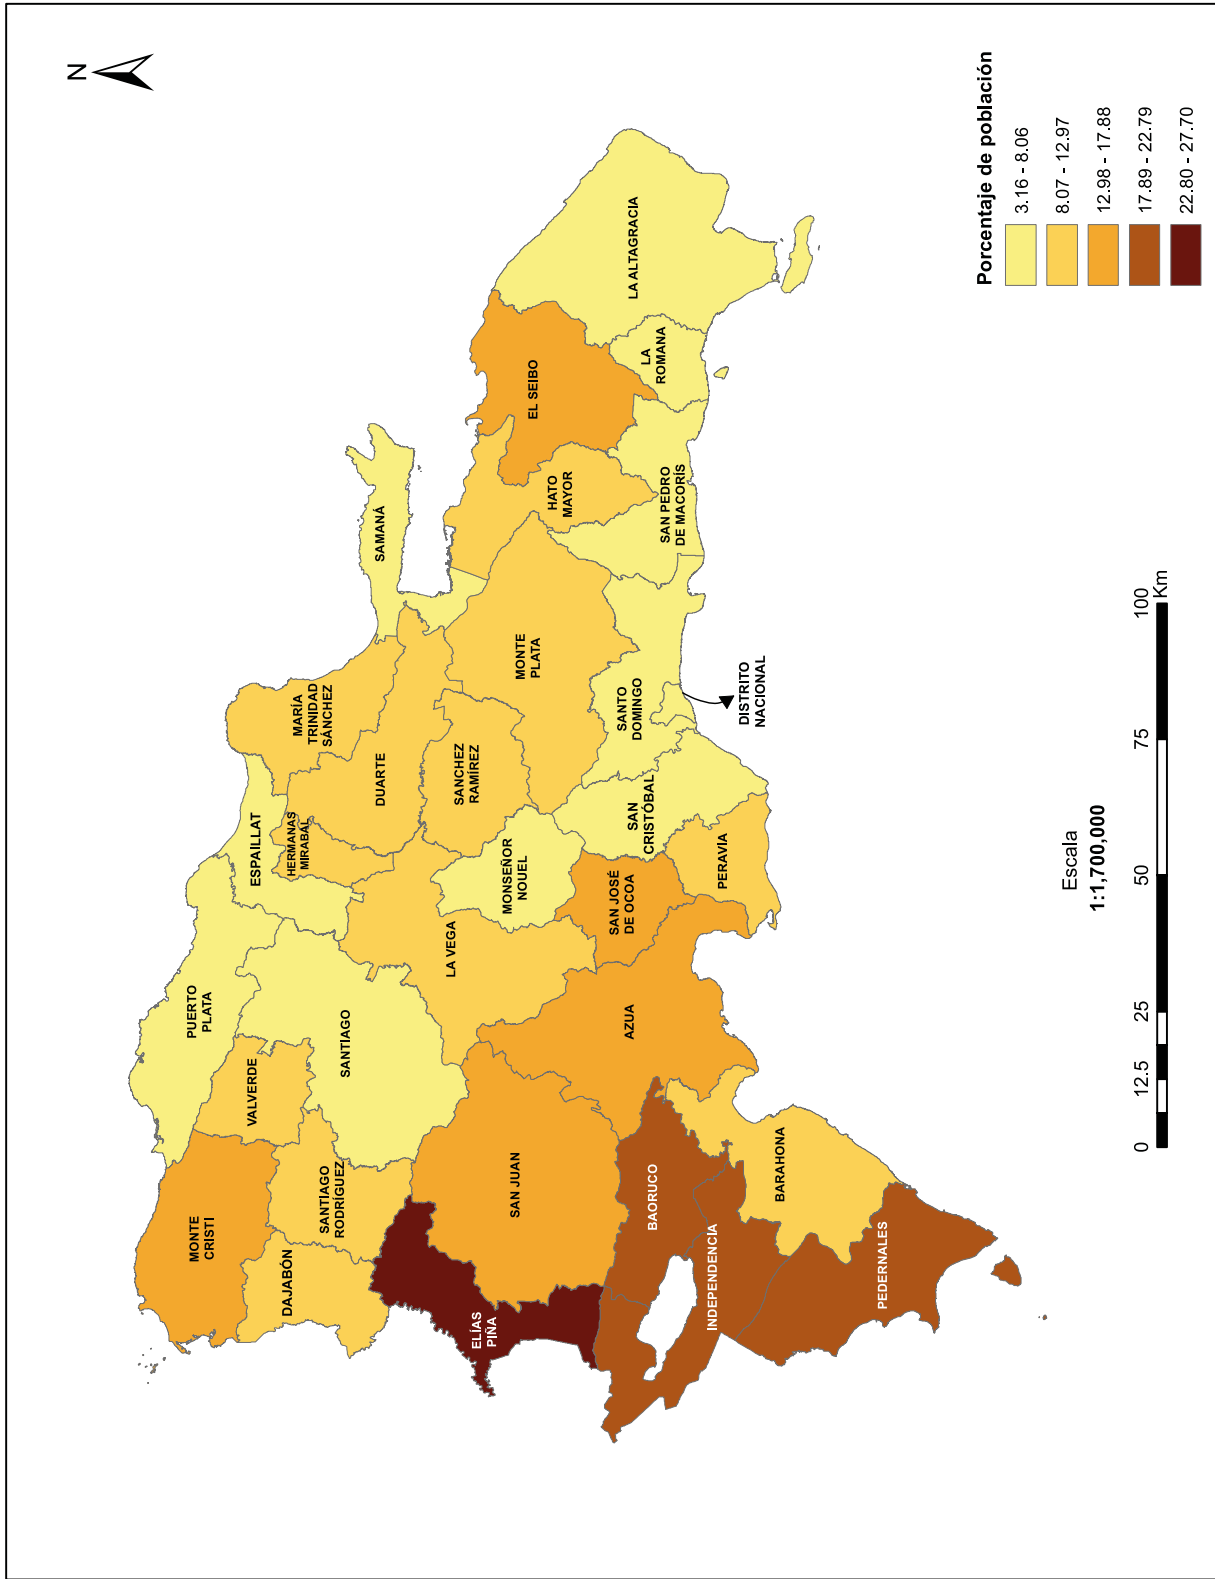 N
PUERTO
PLATA
ESPAILLAT
MARÍA
TRINIDAD
SÁNCHEZ
SAMANÁ
MONTE
CRISTI
VALVERDE
HERMANAS
MIRABAL
DAJABÓN
SANTIAGO
RODRÍGUEZ
SANTIAGO
DUARTE
LA VEGA
SANCHEZ
RAMÍREZ
ELÍAS
PIÑA
SAN JUAN
MONSEÑOR
NOUEL
MONTE
PLATA
HATO
MAYOR
EL SEIBO
LA ALTAGRACIA
AZUA
SAN JOSÉ
DE OCOA
SAN
CRISTÓBAL
SANTO
DOMINGO
SAN PEDRO
DE MACORÍS
LA
ROMANA
BAORUCO
INDEPENDENCIA
BARAHONA
PERAVIA
DISTRITO
NACIONAL
PEDERNALES
Porcentaje de población
3.16 - 8.06
8.07 - 12.97
12.98 - 17.88
17.89 - 22.79
22.80 - 27.70
Escala
1:1,700,000
0 12.5 25 50 75 100
Km